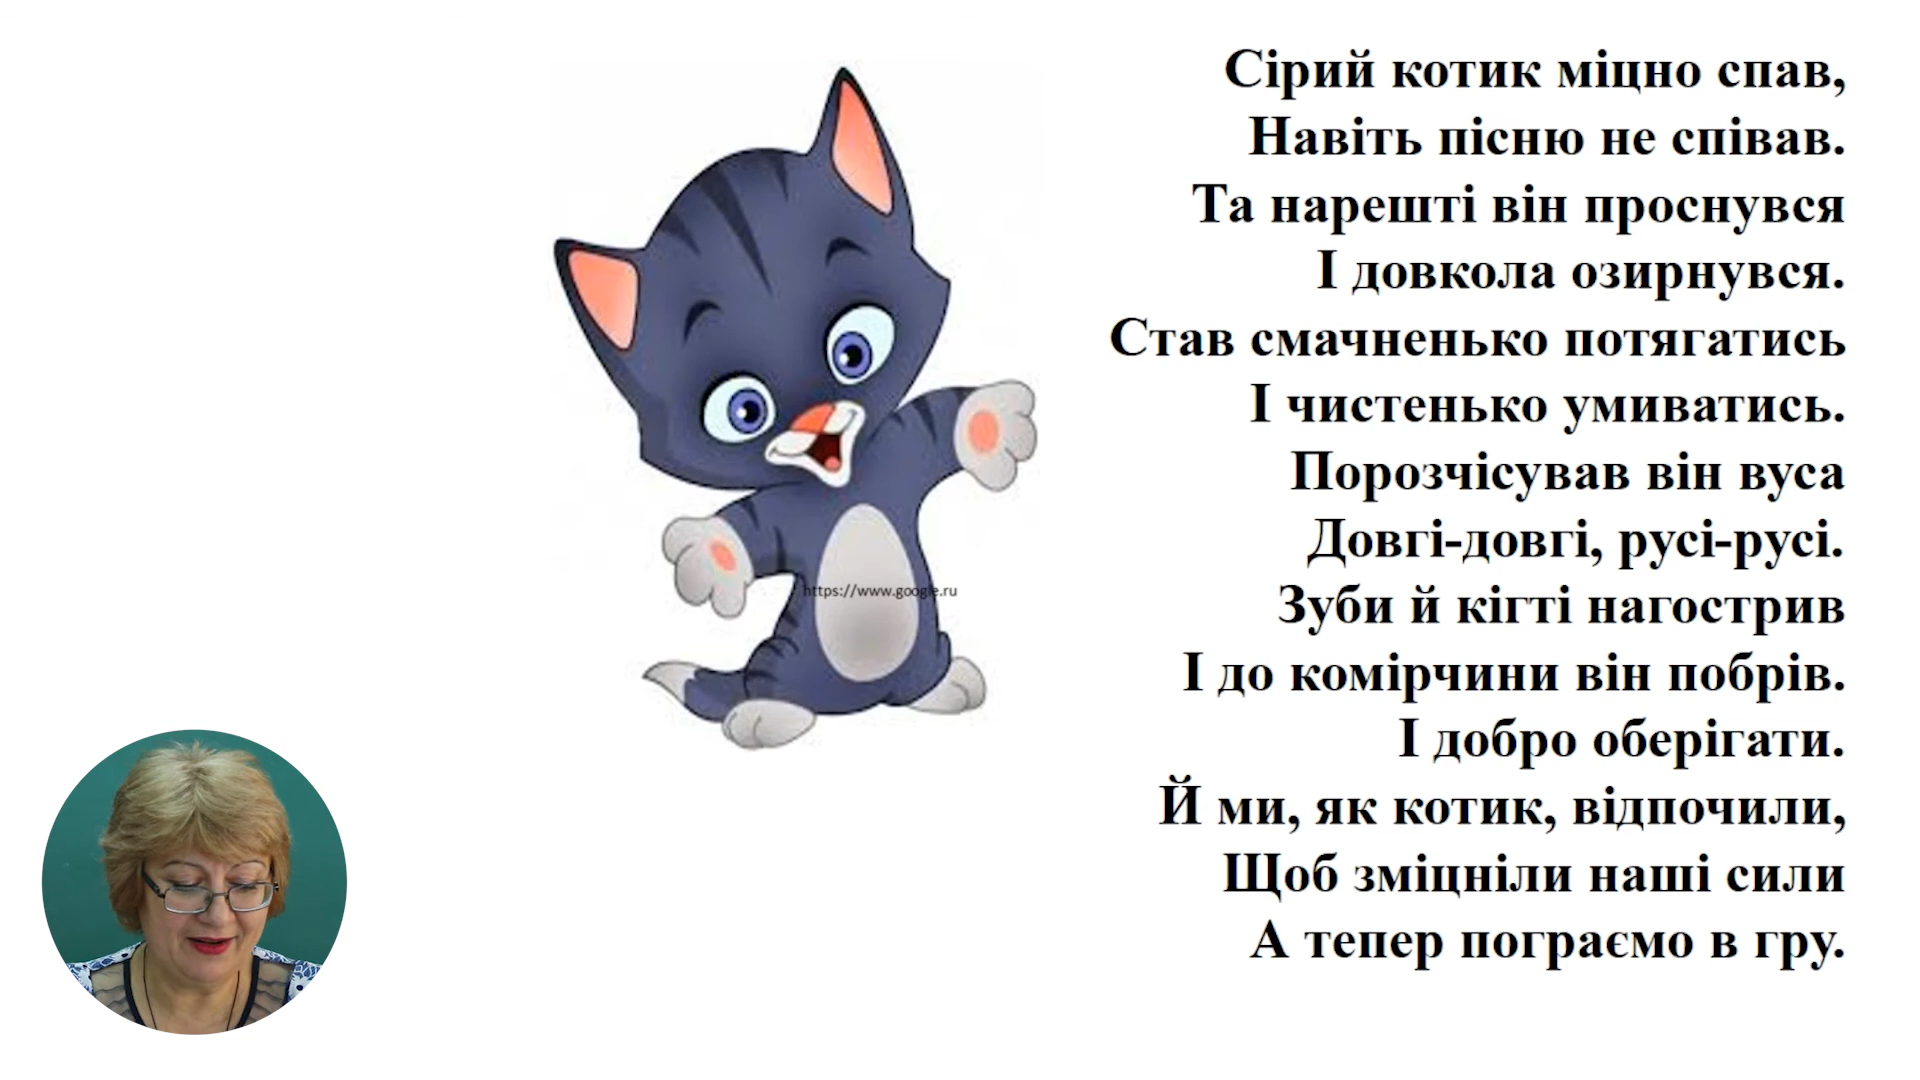 Сірий котик міцно спав,
Навіть пісню не співав.
Та нарешті він проснувся
І довкола озирнувся.
Став смачненько потягатись
І чистенько умиватись.
Порозчісував він вуса
Довгі-довгі, русі-русі.
Зуби й кігті нагострив
І до комірчини він побрів.
І добро оберігати.
Й ми, як котик, відпочили,
Щоб зміцніли наші сили
А тепер пограємо в гру.
https://www.google.ru